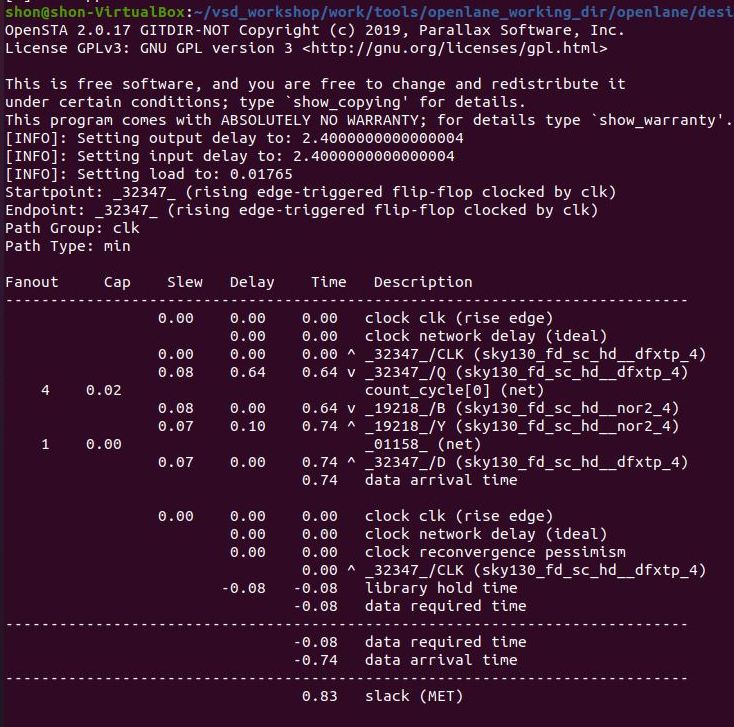 shon@shon-VirtualBox:~/vsd_workshop/work/tools/openlane_working_dir/openlane/desi
OpenSTA 2.0.17 GITDIR-NOT Copyright (c) 2019, Parallax Software, Inc.
License GPLv3: GNU GPL version 3 <http://gnu.org/licenses/gpl.html>

This is free software, and you are free to change and redistribute it
under certain conditions; type `show_copying' for details.
This program comes with ABSOLUTELY NO WARRANTY; for details type `show_warranty'.
[INFO]: Setting output delay to: 2.4000000000000004
[INFO]: Setting input delay to: 2.4000000000000004
[INFO]: Setting load to: 0.01765
Startpoint: _32347_ (rising edge-triggered flip-flop clocked by clk)
Endpoint: _32347_ (rising edge-triggered flip-flop clocked by clk)
Path Group: clk
Path Type: min

Fanout     Cap    Slew   Delay    Time   Description
----------------------------------------------------------------------------
                 0.00    0.00    0.00   clock clk (rise edge)
                         0.00    0.00   clock network delay (ideal)
                 0.00    0.00    0.00 ^ _32347_/CLK (sky130_fd_sc_hd__dfxtp_4)
                 0.08    0.64    0.64 v _32347_/Q (sky130_fd_sc_hd__dfxtp_4)
    4    0.02                           count_cycle[0] (net)
                 0.08    0.00    0.64 v _19218_/B (sky130_fd_sc_hd__nor2_4)
                 0.07    0.10    0.74 ^ _19218_/Y (sky130_fd_sc_hd__nor2_4)
    1    0.00                           _01158_ (net)
                 0.07    0.00    0.74 ^ _32347_/D (sky130_fd_sc_hd__dfxtp_4)
                                 0.74   data arrival time

                 0.00    0.00    0.00   clock clk (rise edge)
                         0.00    0.00   clock network delay (ideal)
                         0.00    0.00   clock reconvergence pessimism
                                 0.00 ^ _32347_/CLK (sky130_fd_sc_hd__dfxtp_4)
                        -0.08   -0.08   library hold time
                                -0.08   data required time
----------------------------------------------------------------------------
                                -0.08   data required time
                                -0.74   data arrival time
----------------------------------------------------------------------------
                                 0.83   slack (MET)